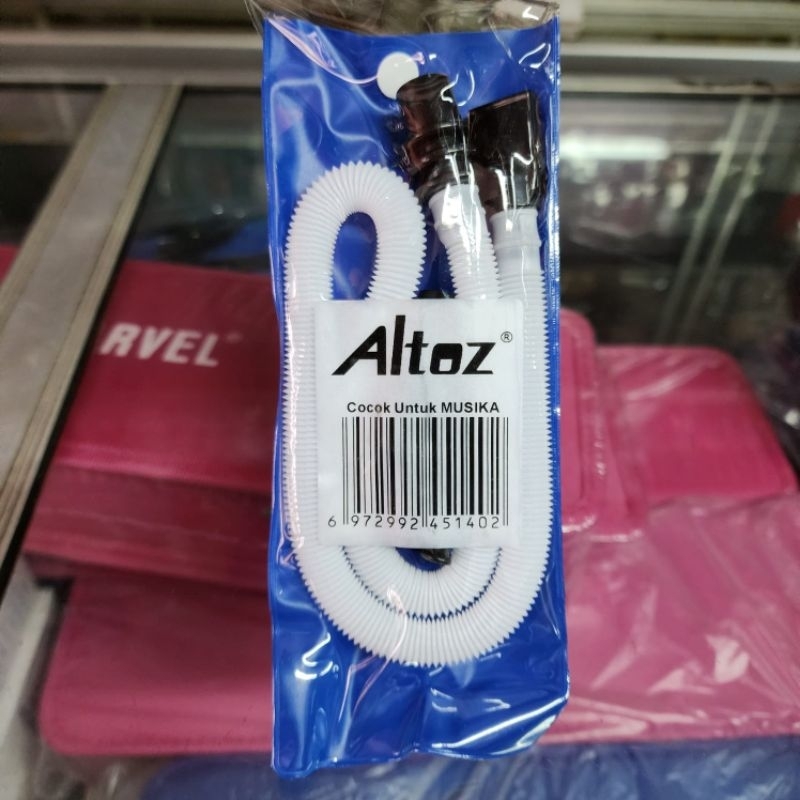 Altoz®
Cocok Untuk MUSIKA
6 972992 451402
RVEL